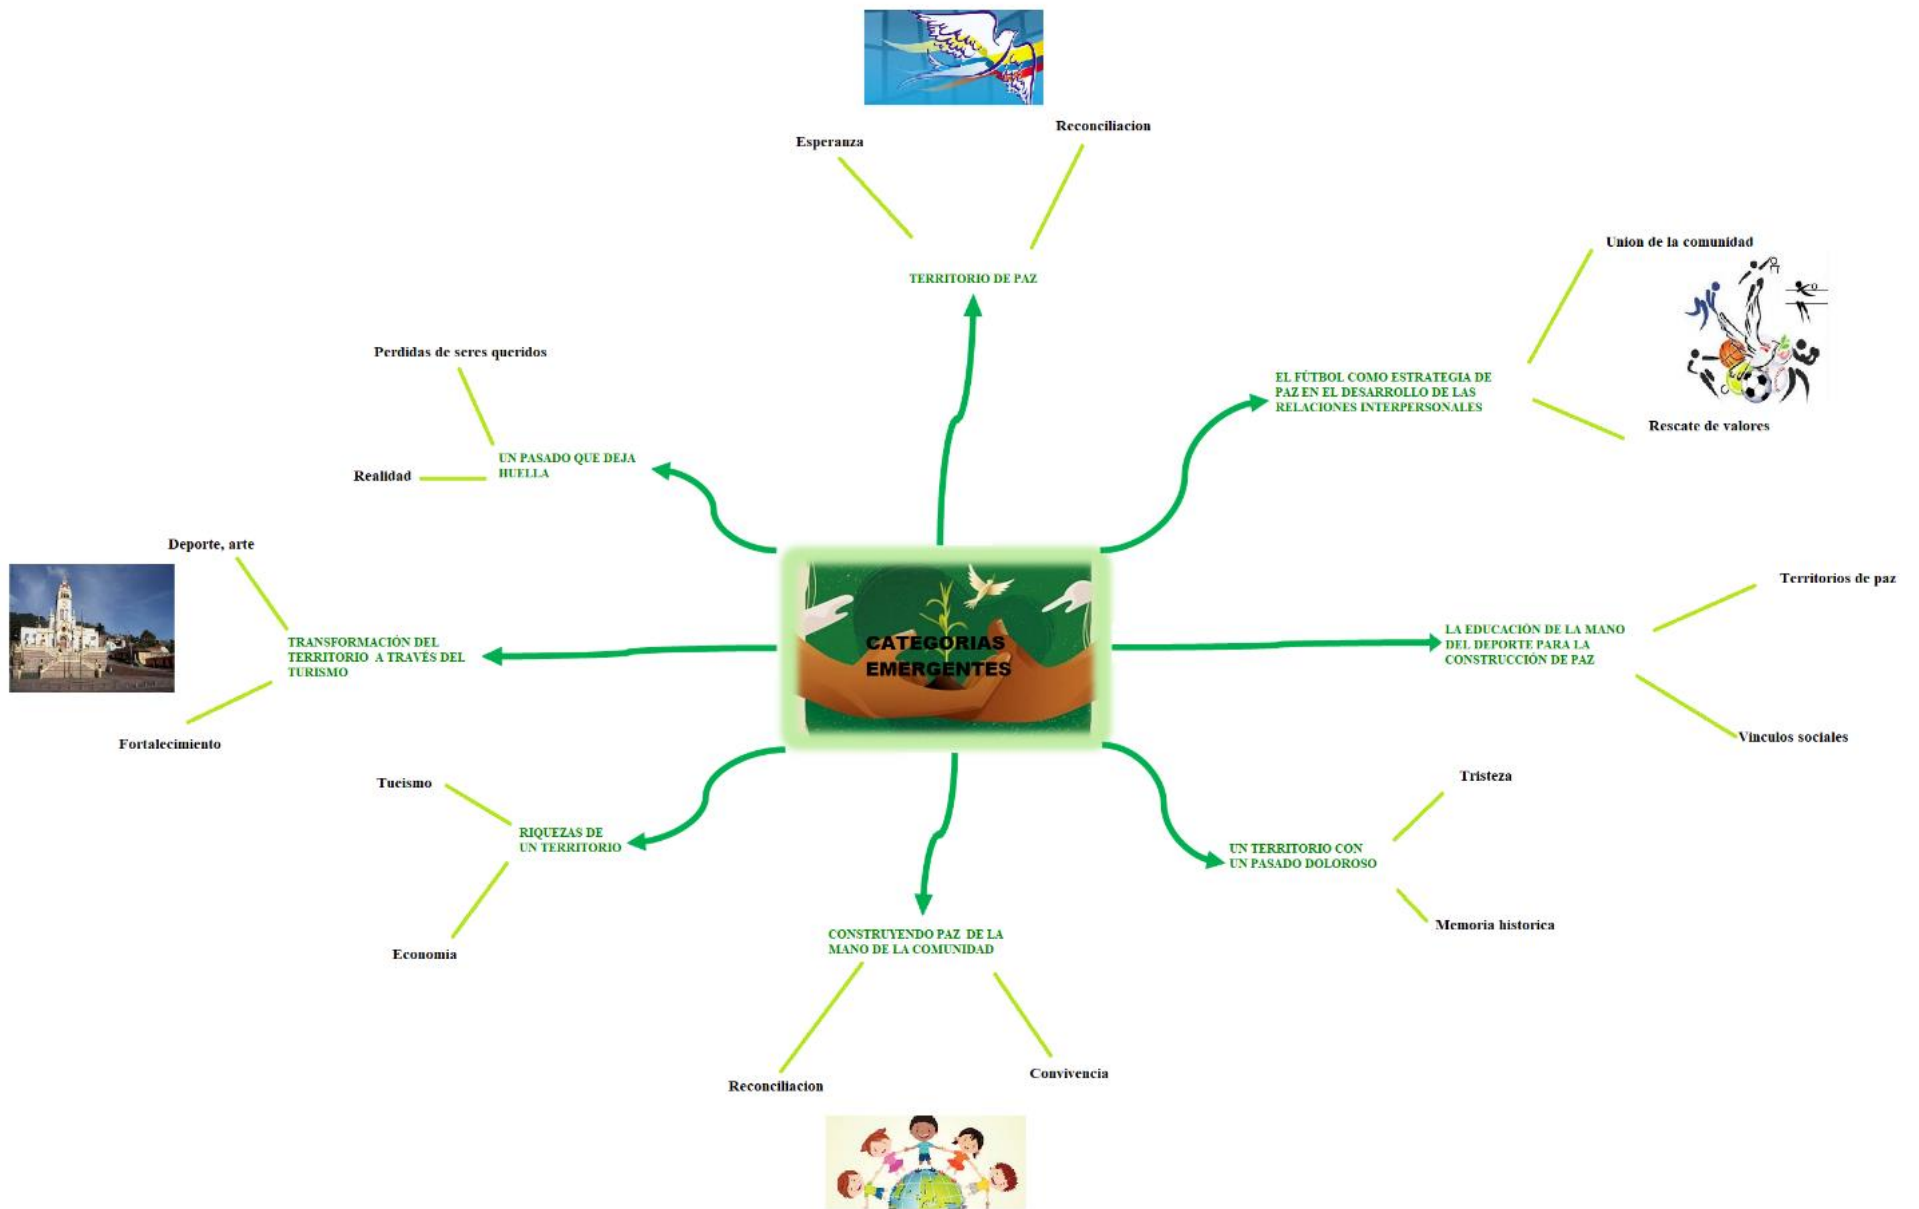 Reconciliacion
Esperanza
TERRITORIO DE PAZ
Union de la comunidad
EL FÚTBOL COMO ESTRATEGIA DE
PAZ EN EL DESARROLLO DE LAS
RELACIONES INTERPERSONALES
Rescate de valores
Perdidas de seres queridos
UN PASADO QUE DEJA
HUELLA
Realidad
Deporte, arte
TRANSFORMACIÓN DEL
TERRITORIO A TRAVÉS DEL
TURISMO
Fortalecimiento
CATEGORIAS
EMERGENTES
Territorios de paz
LA EDUCACIÓN DE LA MANO
DEL DEPORTE PARA LA
CONSTRUCCIÓN DE PAZ
Vinculos sociales
Tucismo
RIQUEZAS DE
UN TERRITORIO
Economia
Tristeza
UN TERRITORIO CON
UN PASADO DOLOROSO
Memoria historica
CONSTRUYENDO PAZ DE LA
MANO DE LA COMUNIDAD
Reconciliacion
Convivencia